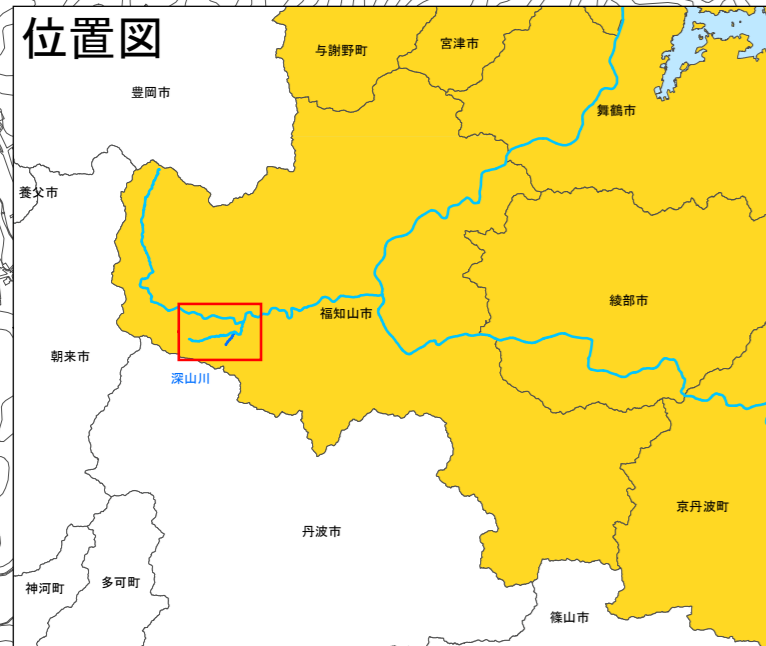 位置図
与謝野町
宮津市
豊岡市
舞鶴市
養父市
綾部市
福知山市
朝来市
深山川
京丹波町
丹波市
多可町
神河町
篠山市